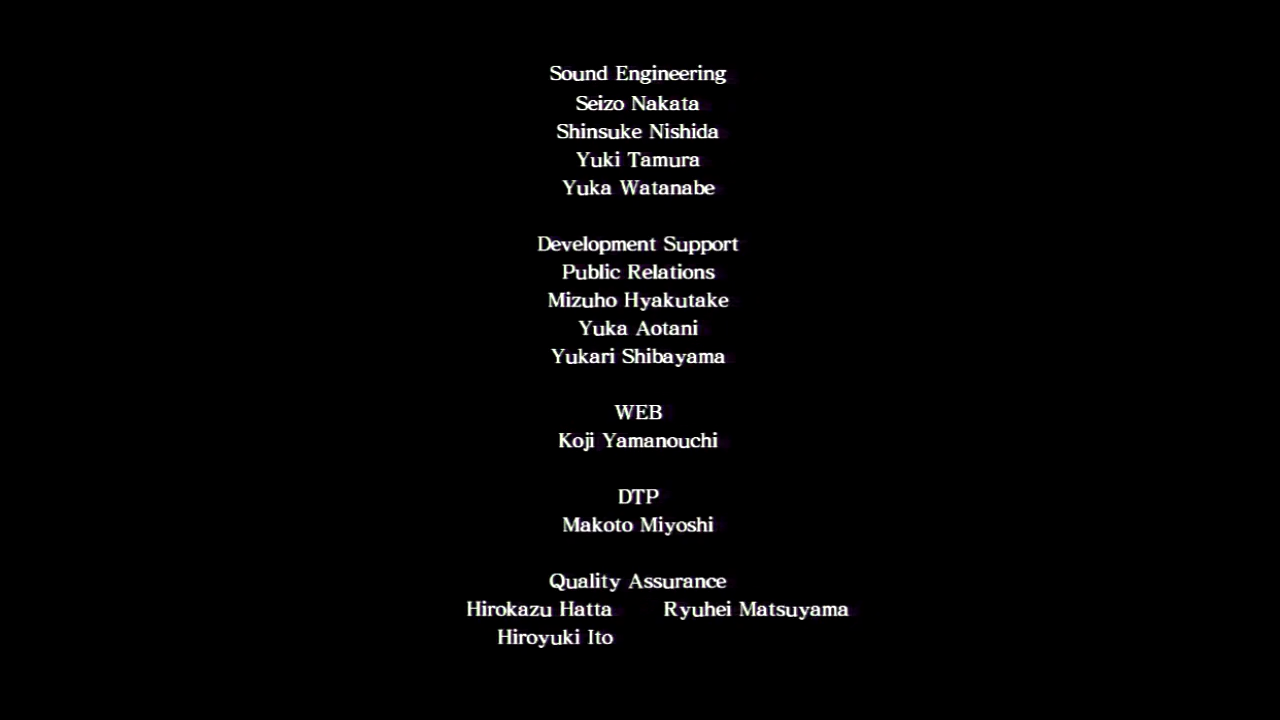 Sound Engineering
Seizo Nakata
Shinsuke Nishida
Yuki Tamura
Yuka Watanabe
Development Support
Public Relations
Mizuho Hyakutake
Yuka Aotani
Yukari Shibayama
WEB
Koji Yamanouchi
DTP
Makoto Miyoshi
Quality Assurance
Hirokazu Hatta Ryuhei Matsuyama
Hiroyuki Ito